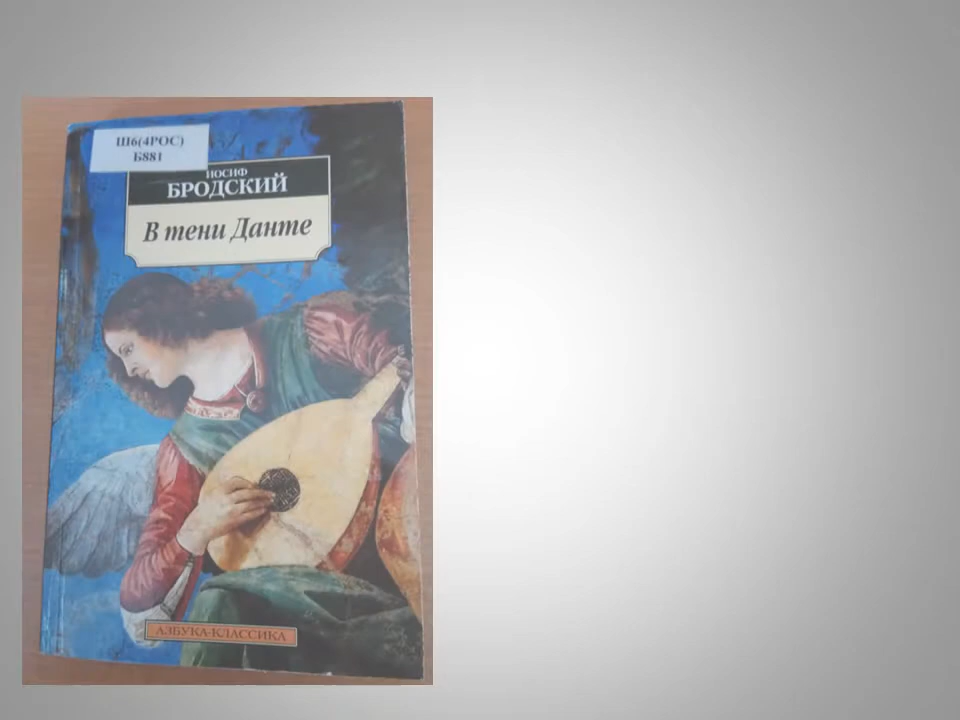 Ш6(4РОС)
Б881
ИОСИФ
БРОДСКИЙ
В тени Данте
АЗБУКА-КЛАССИКА